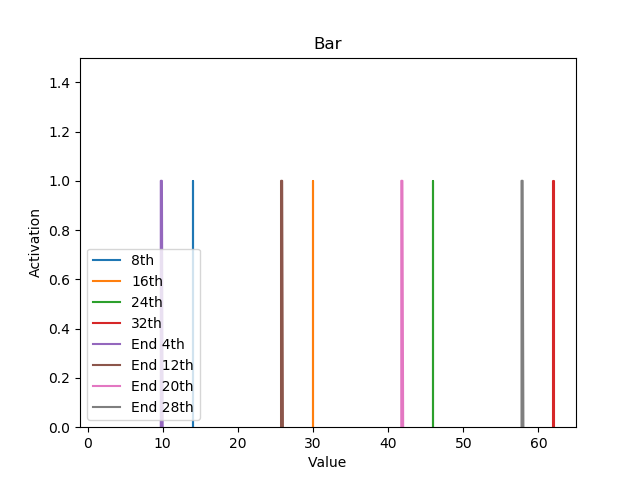 Bar
1.4
1.2
1.0
0.8
0.6
0.4
0.2
0.0
Activation
8th
16th
24th
32th
End 4th
End 12th
End 20th
End 28th
0 10 20 30 40 50 60
Value